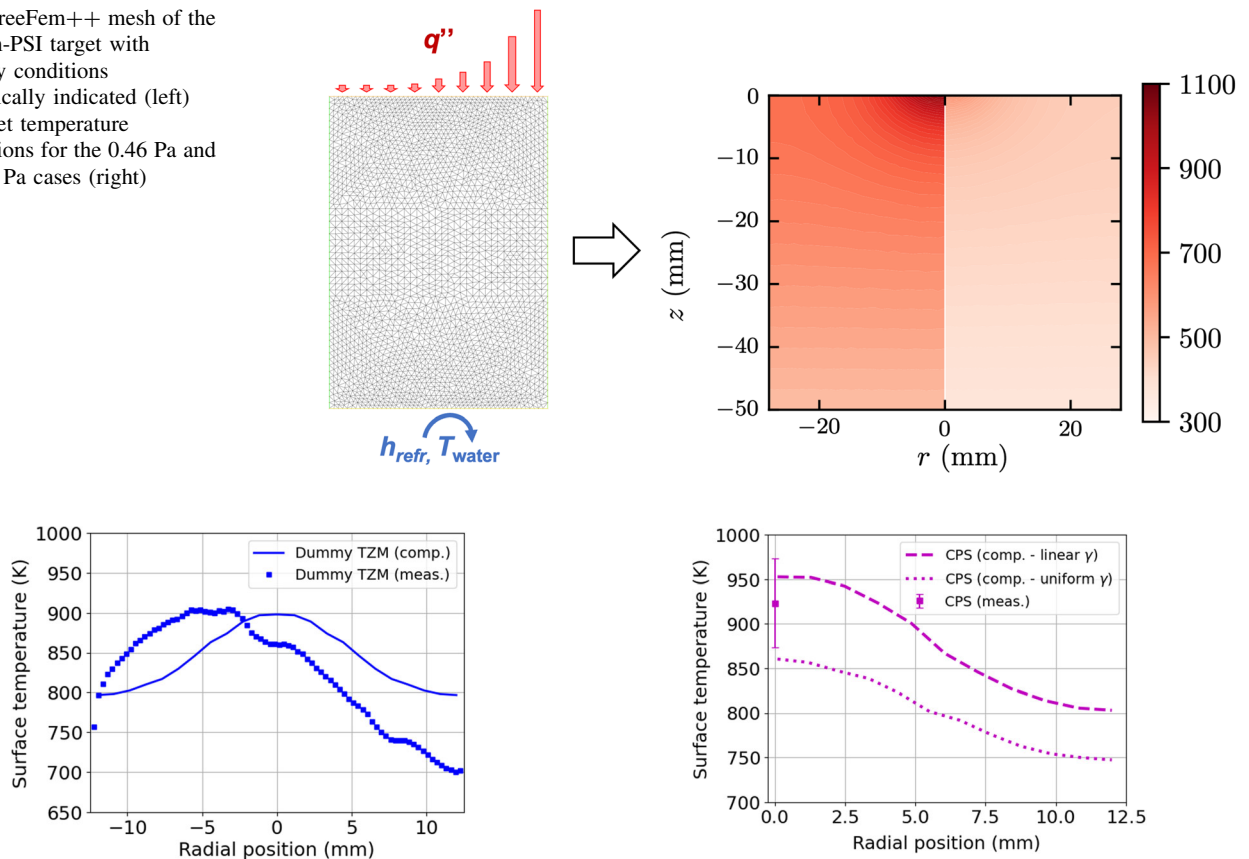 reeFem++ mesh of the
-PSI target with
conditions
ically indicated (left)
et temperature
ions for the 0.46 Pa and
Pa cases (right)
q”
h_refr, T_water
0
−10
−20
−30
−40
−50
z (mm)
−20 0 20
r (mm)
1100
900
700
500
300
1000
950
900
850
800
750
700
650
Surface temperature (K)
Dummy TZM (comp.)
Dummy TZM (meas.)
−10 −5 0 5 10
Radial position (mm)
1000
950
900
850
800
750
700
Surface temperature (K)
CPS (comp. - linear γ)
CPS (comp. - uniform γ)
CPS (meas.)
0.0 2.5 5.0 7.5 10.0 12.5
Radial position (mm)